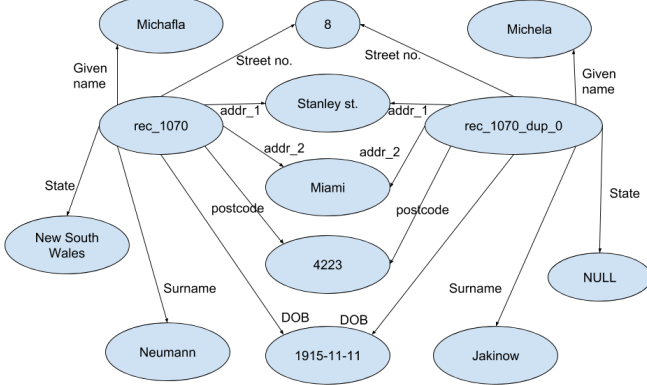 Michafla
8
Michela
Street no.
Street no.
Given
name
Given
name
Stanley st.
addr_1
addr_1
rec_1070
rec_1070_dup_0
addr_2
addr_2
State
Miami
State
postcode
postcode
New South
Wales
4223
NULL
Surname
Surname
DOB
DOB
Neumann
1915-11-11
Jakinow